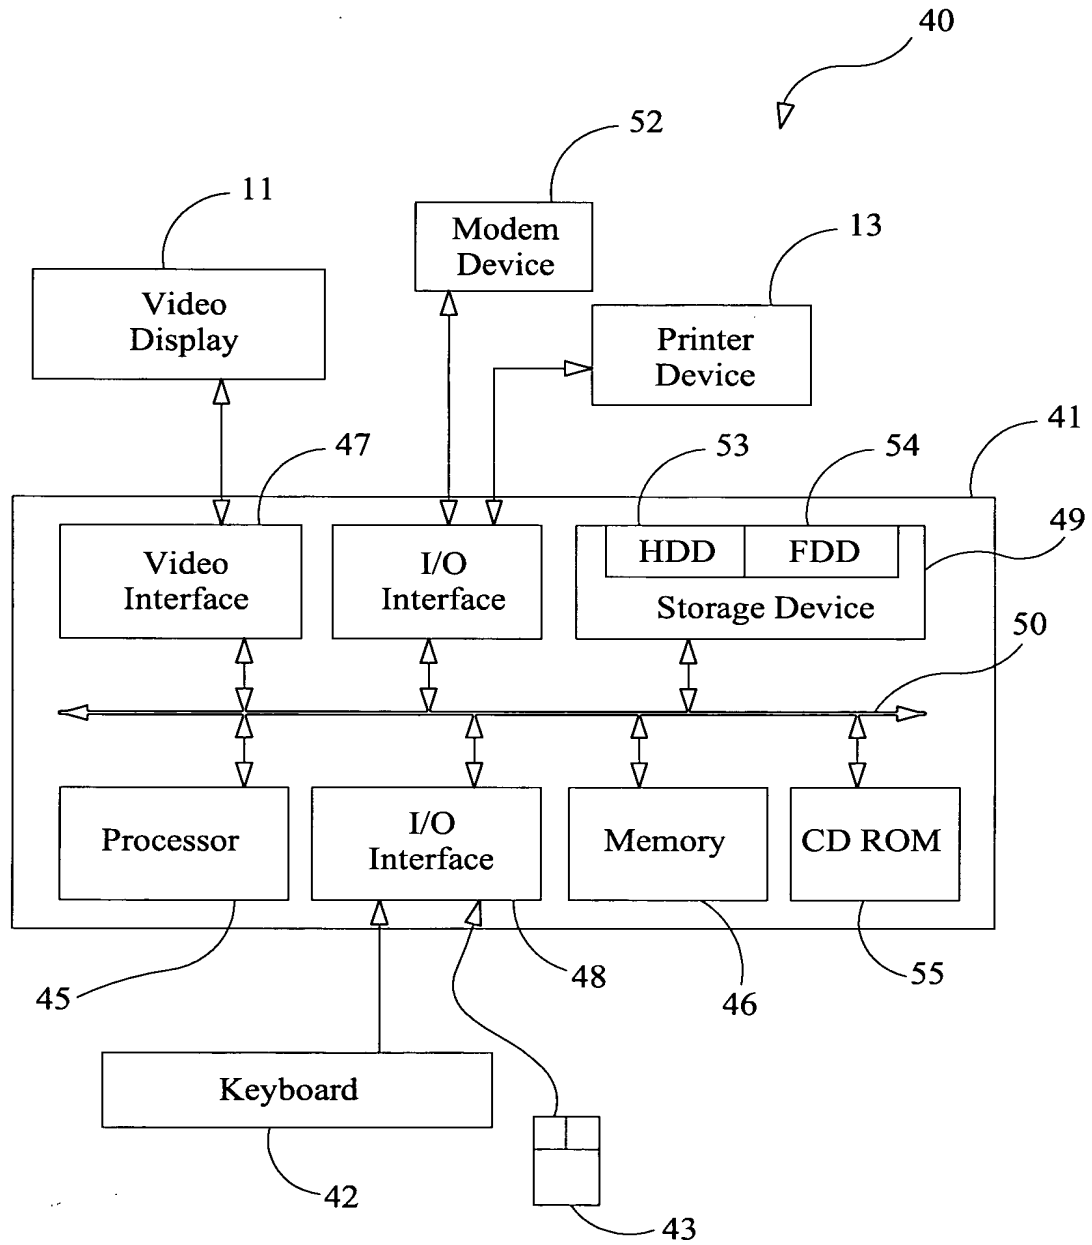 40
52
11
Modem
Device
13
Video
Display
Printer
Device
41
47
53
54
49
Video
Interface
I/O
Interface
HDD
FDD
Storage Device
50
Processor
I/O
Interface
Memory
CD ROM
45
48
46
55
Keyboard
42
43